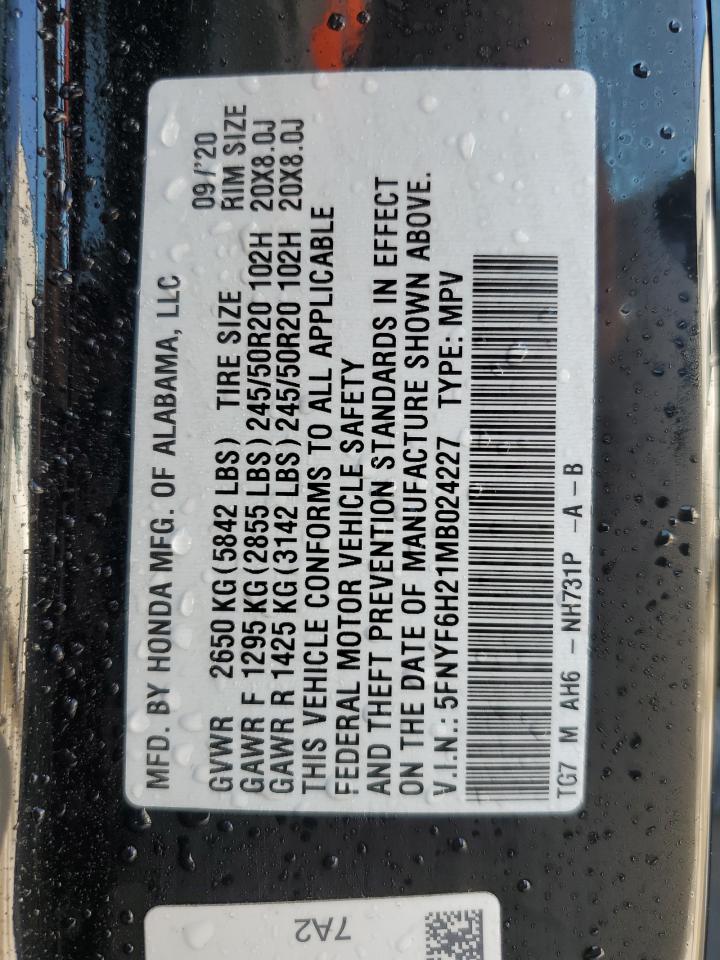 MFD. BY HONDA MFG. OF ALABAMA, LLC 09/'20
GVWR 2650 KG (5842 LBS) TIRE SIZE RIM SIZE
GAWR F 1295 KG (2855 LBS) 245/50R20 102H 20X8.0J
GAWR R 1425 KG (3142 LBS) 245/50R20 102H 20X8.0J
THIS VEHICLE CONFORMS TO ALL APPLICABLE
FEDERAL MOTOR VEHICLE SAFETY
AND THEFT PREVENTION STANDARDS IN EFFECT
ON THE DATE OF MANUFACTURE SHOWN ABOVE.
V.I.N.: 5FNYF6H21MB024227 TYPE: MPV
TG7 M AH6 - NH731P -A-B
7A2